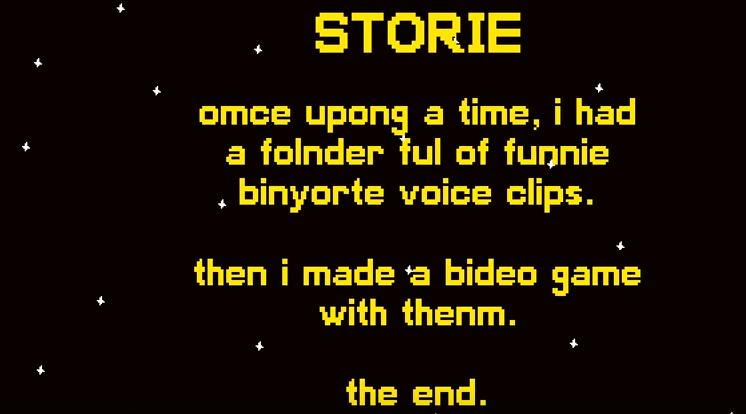 STORIE
omce upong a time, i had
a folnder ful of funnie
binyorte voice clips.
then i made a bideo game
with thenm.
the end.